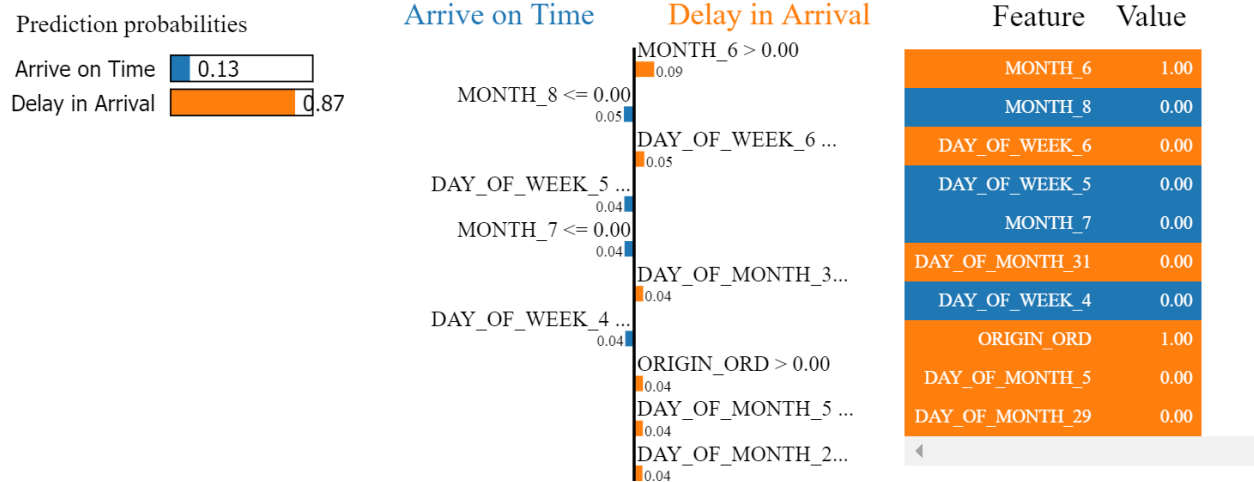 Prediction probabilities
Arrive on Time 0.13
Delay in Arrival 0.87
Arrive on Time Delay in Arrival
MONTH_6 > 0.00
0.09
MONTH_8 <= 0.00
0.05
DAY_OF_WEEK_6 ...
0.05
DAY_OF_WEEK_5 ...
0.04
MONTH_7 <= 0.00
0.04
DAY_OF_MONTH_3...
0.04
DAY_OF_WEEK_4 ...
0.04
ORIGIN_ORD > 0.00
0.04
DAY_OF_MONTH_5 ...
0.04
DAY_OF_MONTH_2...
0.04
Feature Value
MONTH_6 1.00
MONTH_8 0.00
DAY_OF_WEEK_6 0.00
DAY_OF_WEEK_5 0.00
MONTH_7 0.00
DAY_OF_MONTH_31 0.00
DAY_OF_WEEK_4 0.00
ORIGIN_ORD 1.00
DAY_OF_MONTH_5 0.00
DAY_OF_MONTH_29 0.00